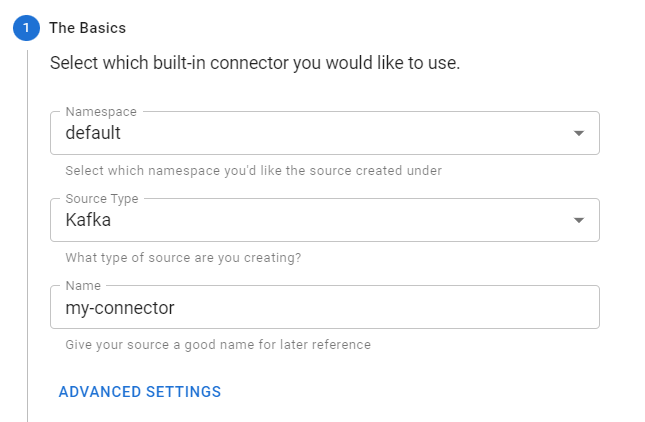 1 The Basics
Select which built-in connector you would like to use.
Namespace
default
Select which namespace you'd like the source created under
Source Type
Kafka
What type of source are you creating?
Name
my-connector
Give your source a good name for later reference
ADVANCED SETTINGS